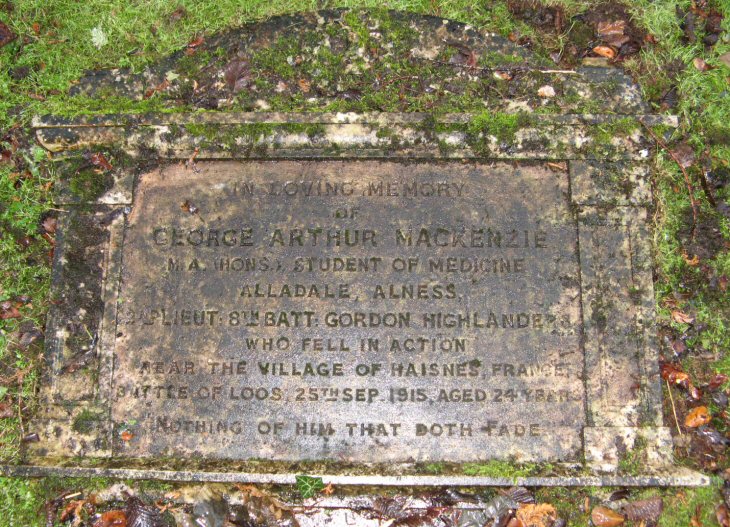 IN LOVING MEMORY
OF
GEORGE ARTHUR MACKENZIE
M.A. (HONS.), STUDENT OF MEDICINE
ALLADALE, ALNESS.
2ND LIEUT. 8TH BATT. GORDON HIGHLANDERS
WHO FELL IN ACTION
NEAR THE VILLAGE OF HAISNES, FRANCE,
BATTLE OF LOOS, 25TH SEP. 1915, AGED 24 YEARS
NOTHING OF HIM THAT DOTH FADE